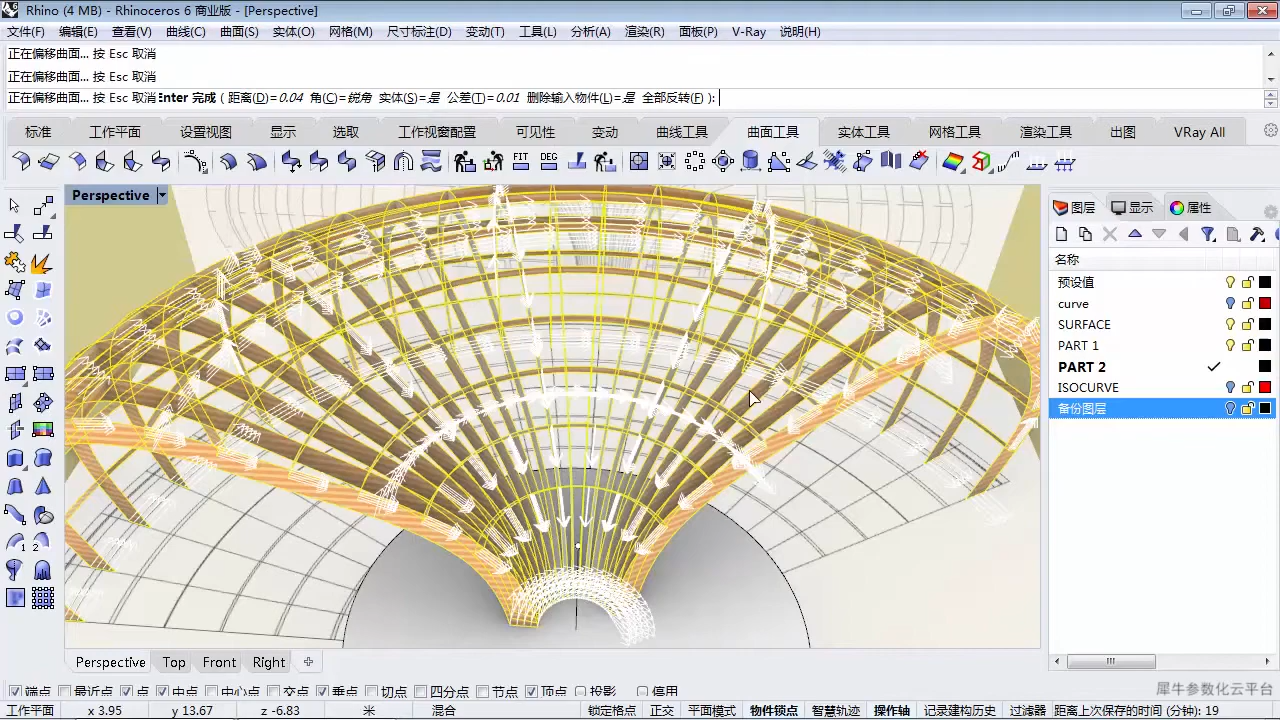 Rhino (4 MB) - Rhinoceros 6 商业版 - [Perspective]
文件(F) 编辑(E) 查看(V) 曲线(C) 曲面(S) 实体(O) 网格(M) 尺寸标注(D) 变动(T) 工具(L) 分析(A) 渲染(R) 面板(P) V-Ray 说明(H)
正在偏移曲面... 按 Esc 取消
正在偏移曲面... 按 Esc 取消
正在偏移曲面... 按 Esc 取消 Enter 完成 ( 距离(D)=0.04 角(C)=锐角 实体(S)=是 公差(T)=0.01 删除输入物件(L)=是 全部反转(F) ):
标准 工作平面 设置视图 显示 选取 工作视窗配置 可见性 变动 曲线工具 曲面工具 实体工具 网格工具 渲染工具 出图 VRay All
FIT DEG
Perspective
图层 显示 属性
名称
预设值
curve
SURFACE
PART 1
PART 2
ISOCURVE
备份图层
Perspective Top Front Right
端点 最近点 点 中点 中心点 交点 垂点 切点 四分点 节点 顶点 投影 停用
犀牛参数化云平台
工作平面 x 3.95 y 13.67 z -6.83 米 混合 锁定格点 正交 平面模式 物件锁点 智慧轨迹 操作轴 记录建构历史 过滤器 距离上次保存的时间 (分钟): 19